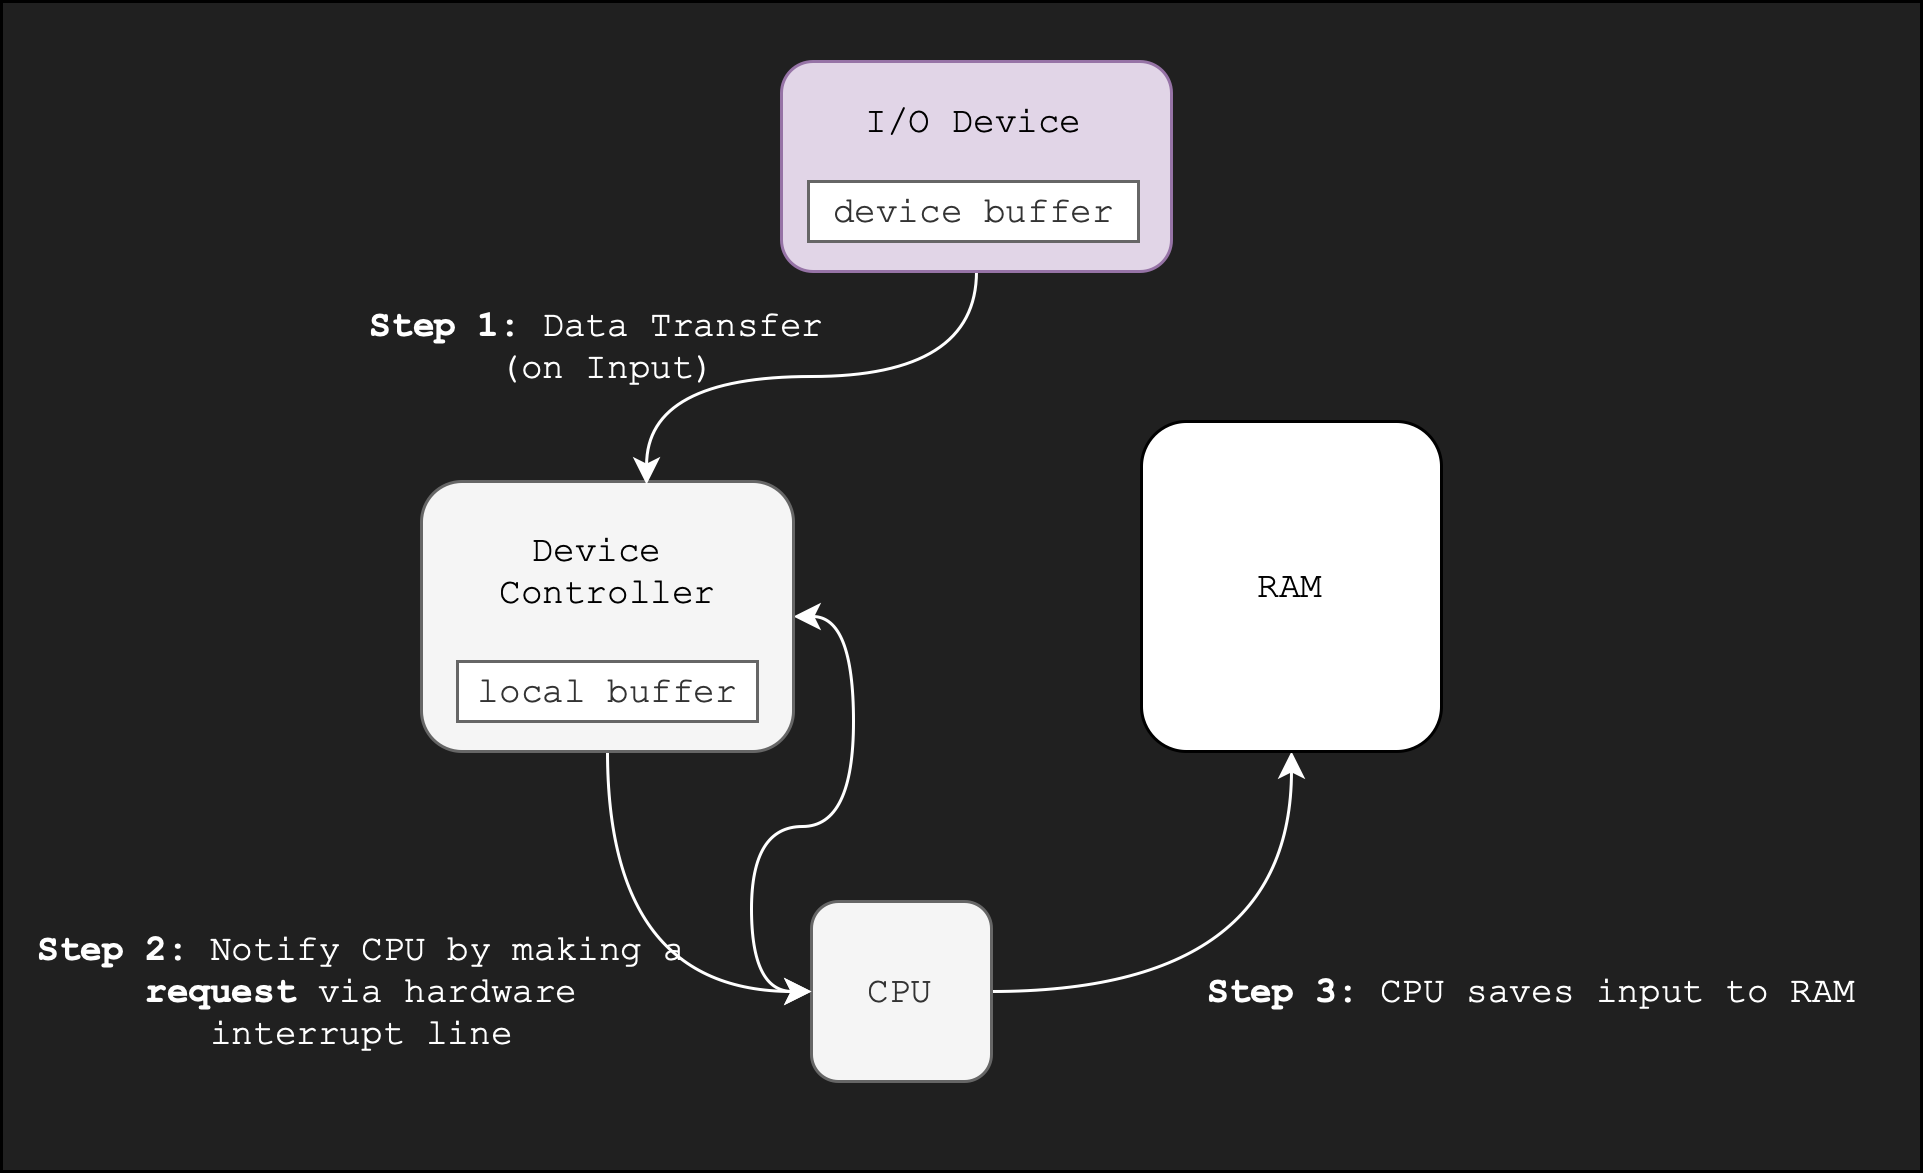 I/O Device
device buffer
Step 1: Data Transfer
(on Input)
Device
Controller
local buffer
RAM
Step 2: Notify CPU by making a
request via hardware
interrupt line
CPU
Step 3: CPU saves input to RAM